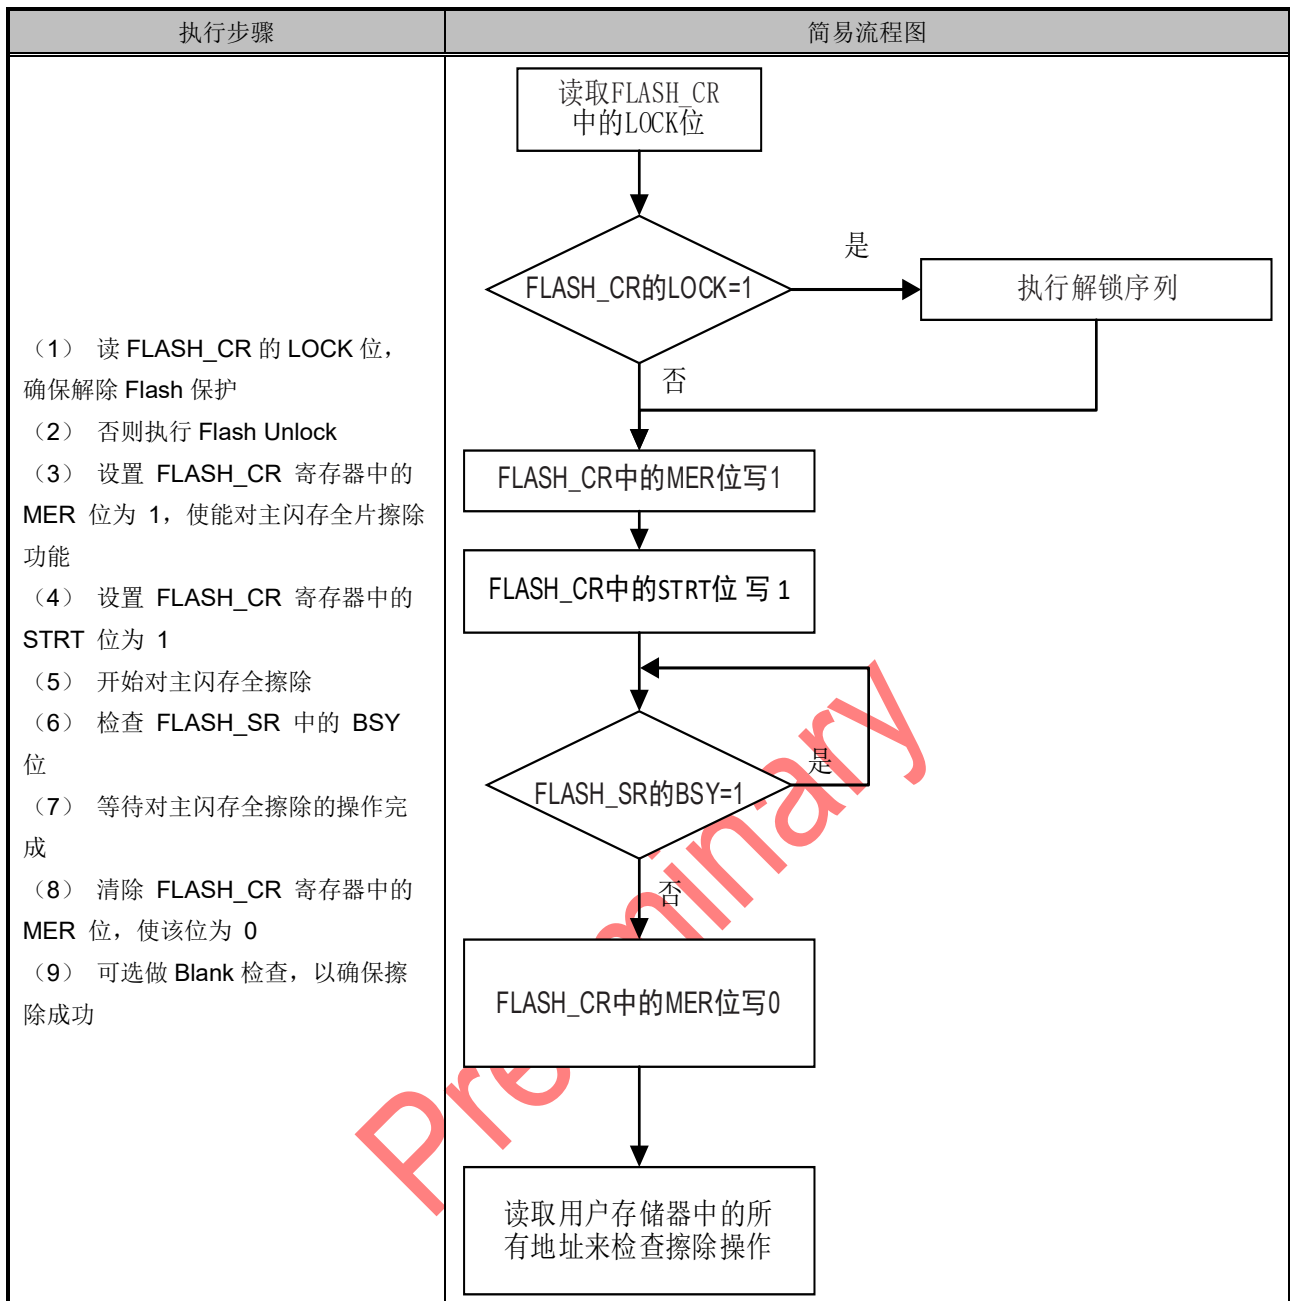 执行步骤
简易流程图
（1） 读 FLASH_CR 的 LOCK 位，
确保解除 Flash 保护
（2） 否则执行 Flash Unlock
（3） 设置 FLASH_CR 寄存器中的
MER 位为 1，使能对主闪存全片擦除
功能
（4） 设置 FLASH_CR 寄存器中的
STRT 位为 1
（5） 开始对主闪存全擦除
（6） 检查 FLASH_SR 中的 BSY
位
（7） 等待对主闪存全擦除的操作完
成
（8） 清除 FLASH_CR 寄存器中的
MER 位，使该位为 0
（9） 可选做 Blank 检查，以确保擦
除成功
读取FLASH_CR
中的LOCK位
FLASH_CR的LOCK=1
是
执行解锁序列
否
FLASH_CR中的MER位写1
FLASH_CR中的STRT位 写 1
FLASH_SR的BSY=1
是
否
FLASH_CR中的MER位写0
读取用户存储器中的所
有地址来检查擦除操作
Preliminary